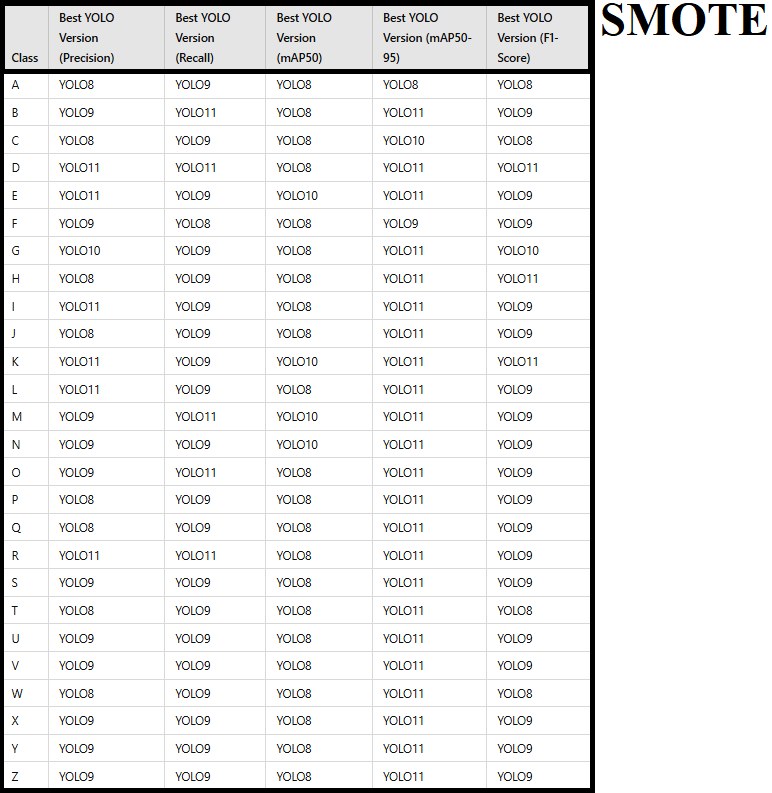 SMOTE
Best YOLO Best YOLO Best YOLO Best YOLO Best YOLO
Version Version Version Version (mAP50- Version (F1-
Class (Precision) (Recall) (mAP50) 95) Score)
A YOLO8 YOLO9 YOLO8 YOLO8 YOLO8
B YOLO9 YOLO11 YOLO8 YOLO11 YOLO9
C YOLO8 YOLO9 YOLO8 YOLO10 YOLO8
D YOLO11 YOLO11 YOLO8 YOLO11 YOLO11
E YOLO11 YOLO9 YOLO10 YOLO11 YOLO9
F YOLO9 YOLO8 YOLO8 YOLO9 YOLO9
G YOLO10 YOLO9 YOLO8 YOLO11 YOLO10
H YOLO8 YOLO9 YOLO8 YOLO11 YOLO11
I YOLO11 YOLO9 YOLO8 YOLO11 YOLO9
J YOLO8 YOLO9 YOLO8 YOLO11 YOLO9
K YOLO11 YOLO9 YOLO10 YOLO11 YOLO11
L YOLO11 YOLO9 YOLO8 YOLO11 YOLO9
M YOLO9 YOLO11 YOLO10 YOLO11 YOLO9
N YOLO9 YOLO9 YOLO10 YOLO11 YOLO9
O YOLO9 YOLO11 YOLO8 YOLO11 YOLO9
P YOLO8 YOLO9 YOLO8 YOLO11 YOLO9
Q YOLO8 YOLO9 YOLO8 YOLO11 YOLO9
R YOLO11 YOLO11 YOLO8 YOLO11 YOLO9
S YOLO9 YOLO9 YOLO8 YOLO11 YOLO9
T YOLO8 YOLO9 YOLO8 YOLO11 YOLO8
U YOLO9 YOLO9 YOLO8 YOLO11 YOLO9
V YOLO9 YOLO9 YOLO8 YOLO11 YOLO9
W YOLO8 YOLO9 YOLO8 YOLO11 YOLO8
X YOLO9 YOLO9 YOLO8 YOLO11 YOLO9
Y YOLO9 YOLO9 YOLO8 YOLO11 YOLO9
Z YOLO9 YOLO9 YOLO8 YOLO11 YOLO9